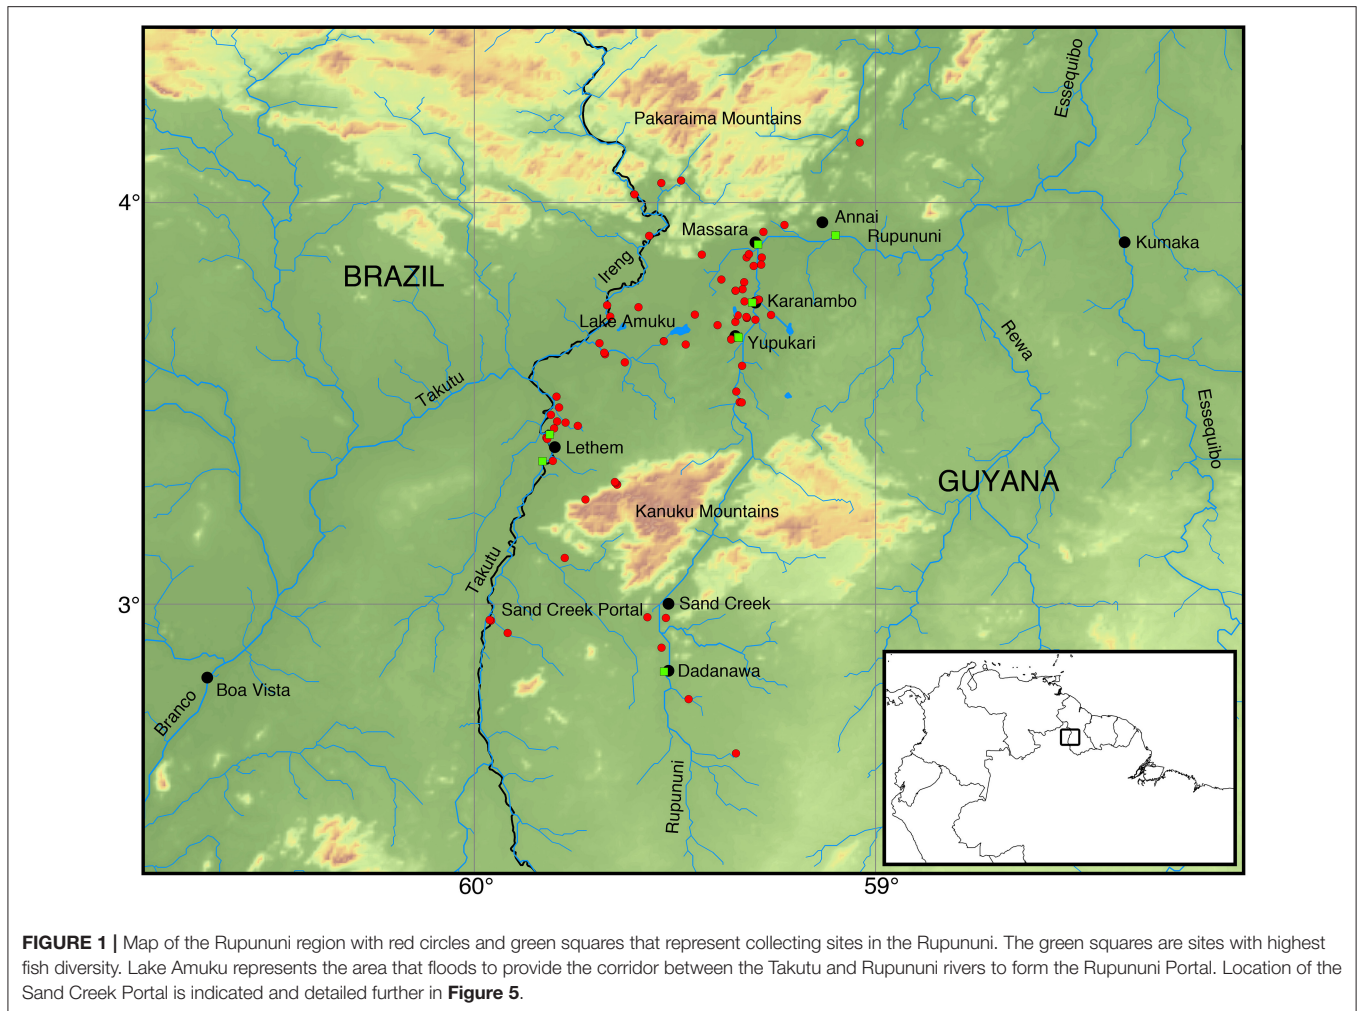 Essequibo
Pakaraima Mountains
4°
Annai
Massara
Rupununi
Kumaka
Ireng
BRAZIL
Karanambo
Lake Amuku
Yupukari
Rewa
Takutu
Essequibo
Lethem
GUYANA
Kanuku Mountains
Takutu
3°
Sand Creek Portal
Sand Creek
Dadanawa
Boa Vista
Branco
Rupununi
60°
59°
FIGURE 1 | Map of the Rupununi region with red circles and green squares that represent collecting sites in the Rupununi. The green squares are sites with highest
fish diversity. Lake Amuku represents the area that floods to provide the corridor between the Takutu and Rupununi rivers to form the Rupununi Portal. Location of the
Sand Creek Portal is indicated and detailed further in Figure 5.